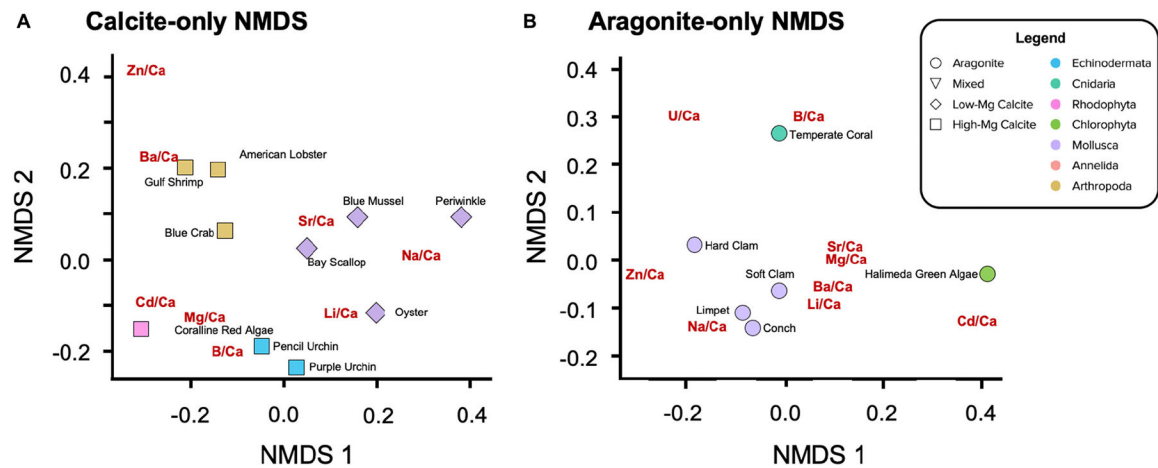 A
Calcite-only NMDS
Zn/Ca
Ba/Ca
American Lobster
Gulf Shrimp
Blue Crab
Blue Mussel
Periwinkle
Sr/Ca
Bay Scallop
Na/Ca
Cd/Ca
Mg/Ca
Li/Ca
Oyster
Coralline Red Algae
B/Ca
Pencil Urchin
Purple Urchin
0.4
0.2
0.0
-0.2
NMDS 2
-0.2
0.0
0.2
0.4
NMDS 1
B
Aragonite-only NMDS
U/Ca
B/Ca
Temperate Coral
Hard Clam
Sr/Ca
Mg/Ca
Zn/Ca
Soft Clam
Halimeda Green Algae
Ba/Ca
Li/Ca
Limpet
Na/Ca
Conch
Cd/Ca
0.4
0.3
0.2
0.1
0.0
-0.1
-0.2
NMDS 2
-0.2
0.0
0.2
0.4
NMDS 1
Legend
Aragonite
Mixed
Low-Mg Calcite
High-Mg Calcite
Echinodermata
Cnidaria
Rhodophyta
Chlorophyta
Mollusca
Annelida
Arthropoda